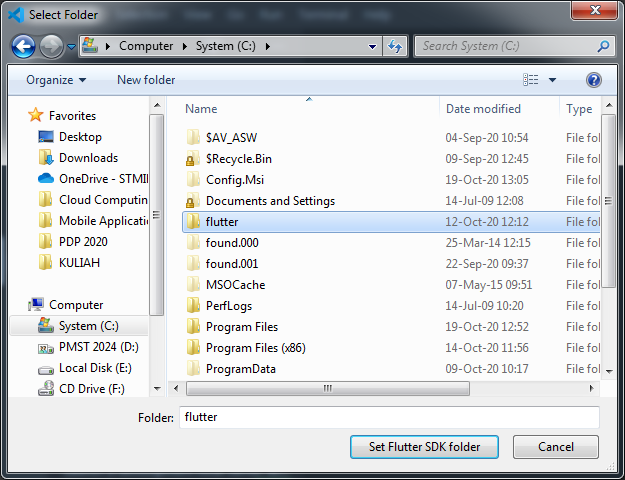 Select Folder
Computer
System (C:)
Search System (C:)
Organize
New folder
Favorites
Desktop
Downloads
OneDrive - STMI
Cloud Computin
Mobile Applicatio
PDP 2020
KULIAH
Computer
System (C:)
PMST 2024 (D:)
Local Disk (E:)
CD Drive (F:)
Name Date modified Type
$AV_ASW 04-Sep-20 10:54 File fol
$Recycle.Bin 09-Sep-20 12:45 File fol
Config.Msi 19-Oct-20 13:05 File fol
Documents and Settings 14-Jul-09 12:08 File fol
flutter 12-Oct-20 12:12 File fol
found.000 25-Mar-14 12:15 File fol
found.001 22-Sep-20 09:37 File fol
MSOCache 07-May-15 09:51 File fol
PerfLogs 14-Jul-09 10:20 File fol
Program Files 19-Oct-20 12:52 File fol
Program Files (x86) 14-Oct-20 11:56 File fol
ProgramData 09-Oct-20 10:17 File fol
Folder: flutter
Set Flutter SDK folder
Cancel